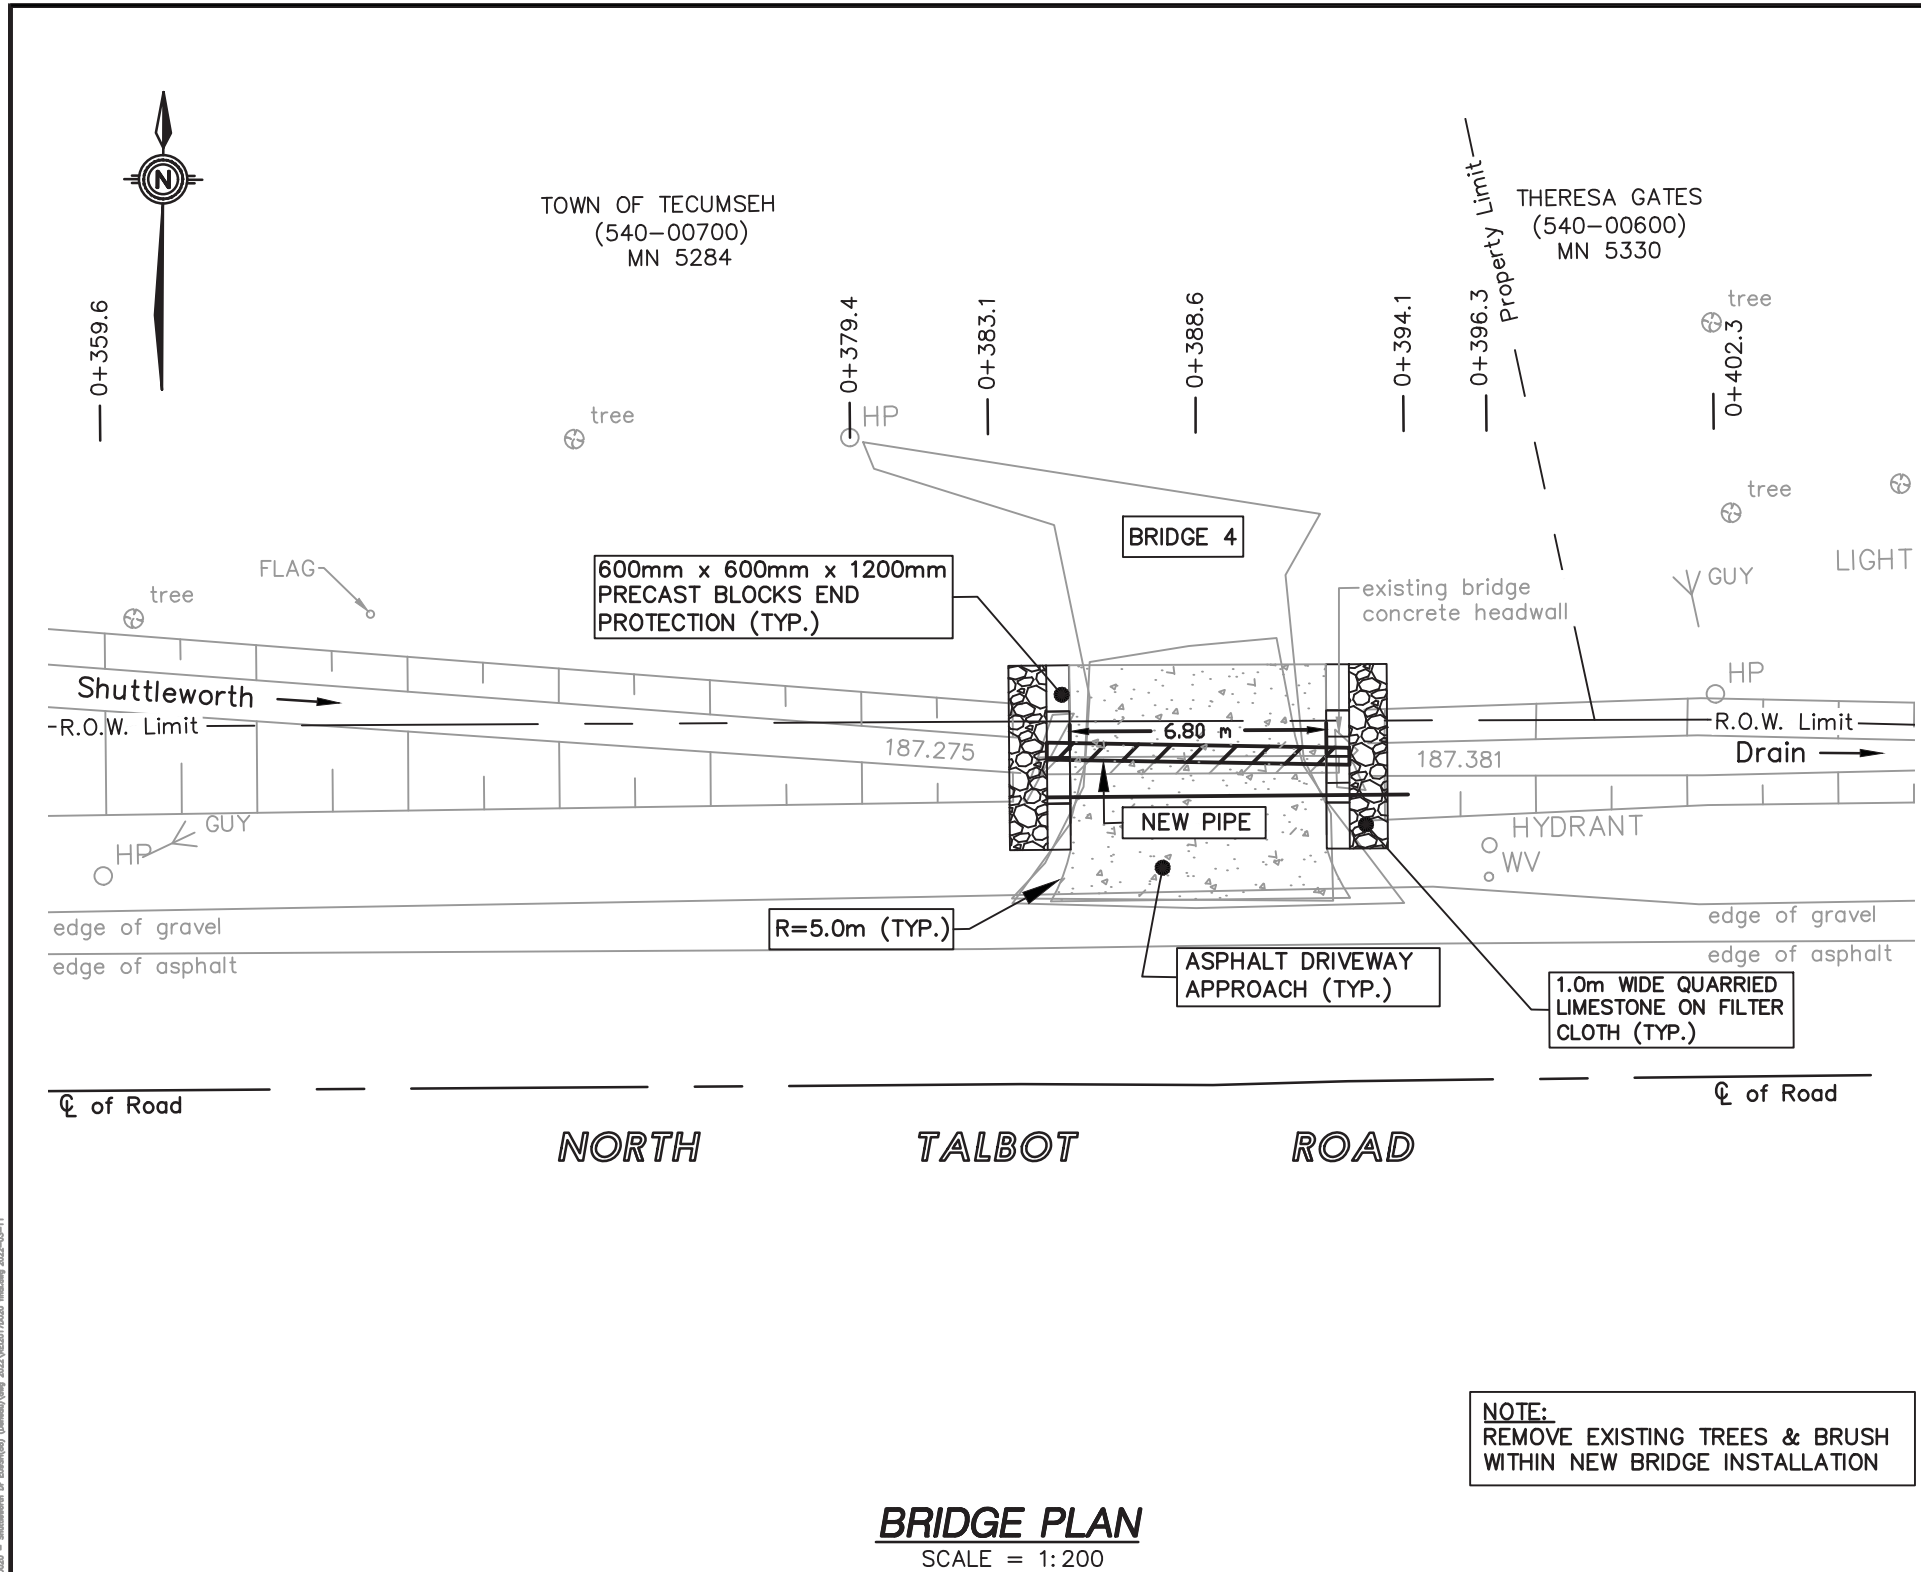 N
TOWN OF TECUMSEH
(540-00700)
MN 5284
THERESA GATES
(540-00600)
MN 5330
Property Limit
0+359.6
0+379.4
0+383.1
0+388.6
0+394.1
0+396.3
0+402.3
tree
tree
HP
tree
BRIDGE 4
LIGHT
FLAG
tree
600mm x 600mm x 1200mm
PRECAST BLOCKS END
PROTECTION (TYP.)
existing bridge
concrete headwall
GUY
HP
Shuttleworth
R.O.W. Limit
187.275
6.80 m
187.381
R.O.W. Limit
Drain
GUY
HP
NEW PIPE
HYDRANT
WV
edge of gravel
edge of asphalt
R=5.0m (TYP.)
ASPHALT DRIVEWAY
APPROACH (TYP.)
edge of gravel
edge of asphalt
1.0m WIDE QUARRIED
LIMESTONE ON FILTER
CLOTH (TYP.)
℄ of Road
℄ of Road
NORTH TALBOT ROAD
NOTE:
REMOVE EXISTING TREES & BRUSH
WITHIN NEW BRIDGE INSTALLATION
BRIDGE PLAN
SCALE = 1:200